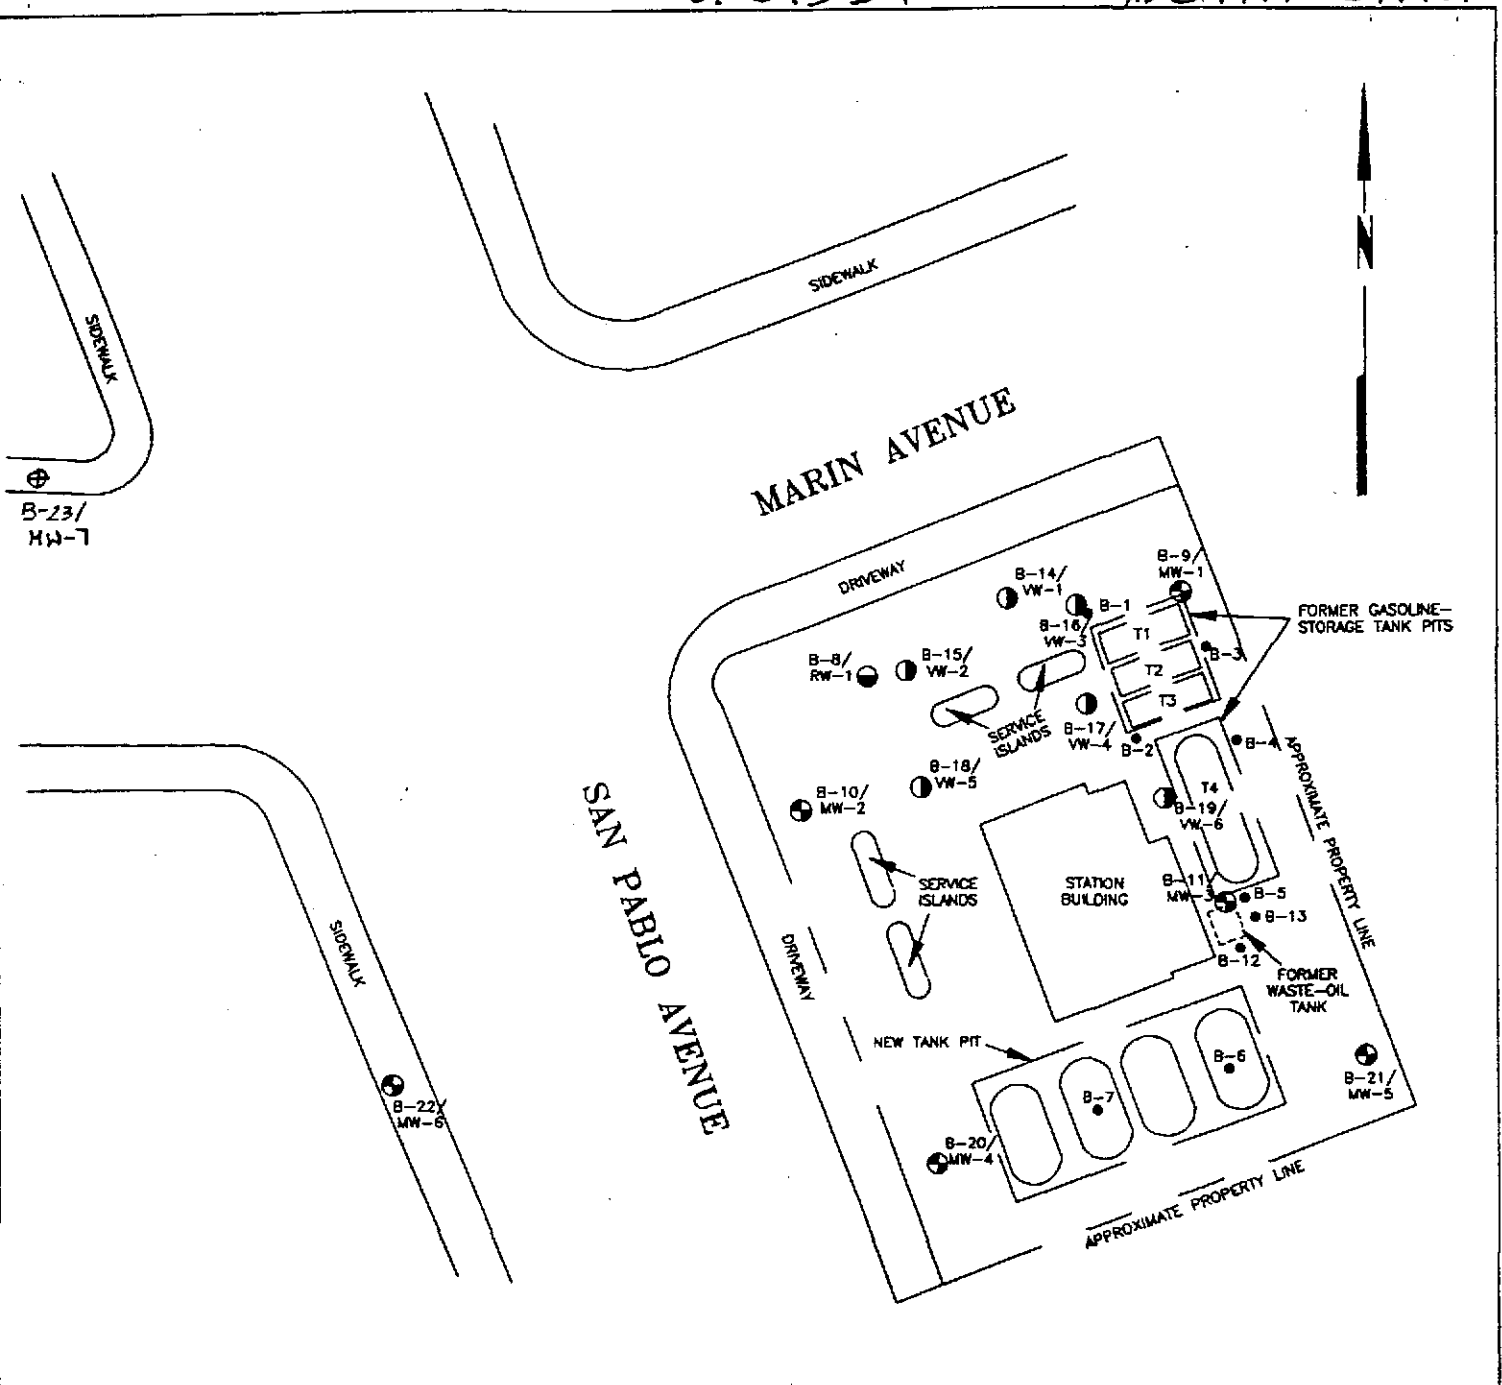 N
SIDEWALK
SIDEWALK
MARIN AVENUE
B-23/
MW-7
DRIVEWAY
B-14/
VW-1
B-9/
MW-1
B-1
B-16
VW-3
T1
FORMER GASOLINE-
STORAGE TANK PITS
B-3
B-8/
RW-1
B-15/
VW-2
T2
T3
SERVICE
ISLANDS
B-17/
VW-4
B-2
B-4
APPROXIMATE PROPERTY LINE
B-18/
VW-5
B-10/
MW-2
T4
B-19/
VW-6
SAN PABLO AVENUE
SERVICE
ISLANDS
STATION
BUILDING
B-11/
MW-3
B-5
B-13
B-12
FORMER
WASTE-OIL
TANK
SIDEWALK
DRIVEWAY
NEW TANK PIT
B-6
B-7
B-21/
MW-5
B-22/
MW-6
B-20/
MW-4
APPROXIMATE PROPERTY LINE